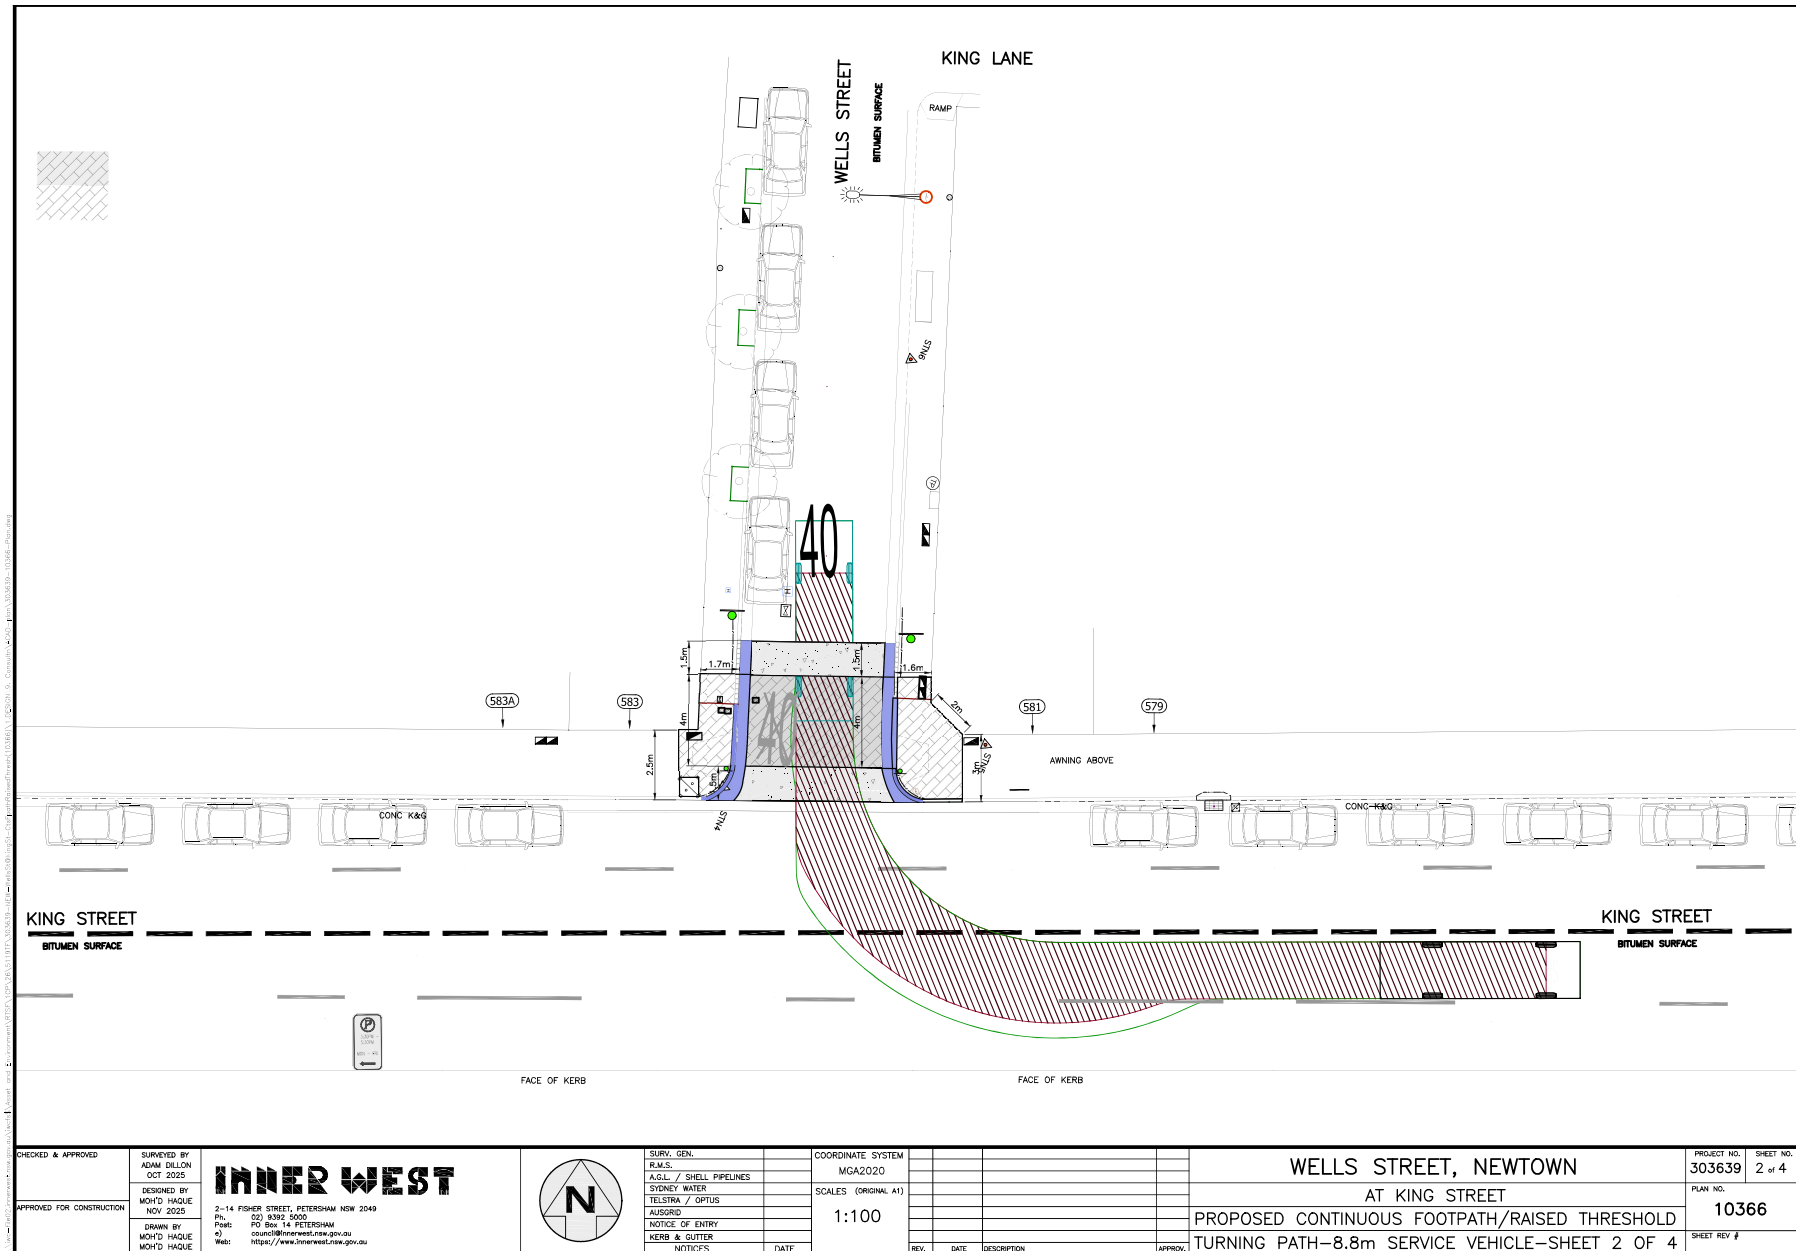 KING LANE
WELLS STREET
BITUMEN SURFACE
RAMP
STN6
TP
40
H
H
1.5m
1.5m
1.7m
1.6m
2m
583A
583
581
579
4m
40
4m
2.5m
.5m
3m
STN5
AWNING ABOVE
STN4
CONC K&G
CONC K&G
KING STREET
BITUMEN SURFACE
KING STREET
BITUMEN SURFACE
P
FACE OF KERB
FACE OF KERB
CHECKED & APPROVED
APPROVED FOR CONSTRUCTION
SURVEYED BY
ADAM DILLON
OCT 2025
DESIGNED BY
MOH'D HAQUE
NOV 2025
DRAWN BY
MOH'D HAQUE
MOH'D HAQUE
INNER WEST
2-14 FISHER STREET, PETERSHAM NSW 2049
Ph. 02) 9392 5000
Post: PO Box 14 PETERSHAM
e) council@innerwest.nsw.gov.au
Web: https://www.innerwest.nsw.gov.au
N
SURV. GEN.
R.M.S.
A.G.L. / SHELL PIPELINES
SYDNEY WATER
TELSTRA / OPTUS
AUSGRID
NOTICE OF ENTRY
KERB & GUTTER
NOTICES DATE
COORDINATE SYSTEM
MGA2020
SCALES (ORIGINAL A1)
1:100
REV. DATE DESCRIPTION APPROV.
WELLS STREET, NEWTOWN
AT KING STREET
PROPOSED CONTINUOUS FOOTPATH/RAISED THRESHOLD
TURNING PATH-8.8m SERVICE VEHICLE-SHEET 2 OF 4
PROJECT NO.
303639
SHEET NO.
2 of 4
PLAN NO.
10366
SHEET REV #